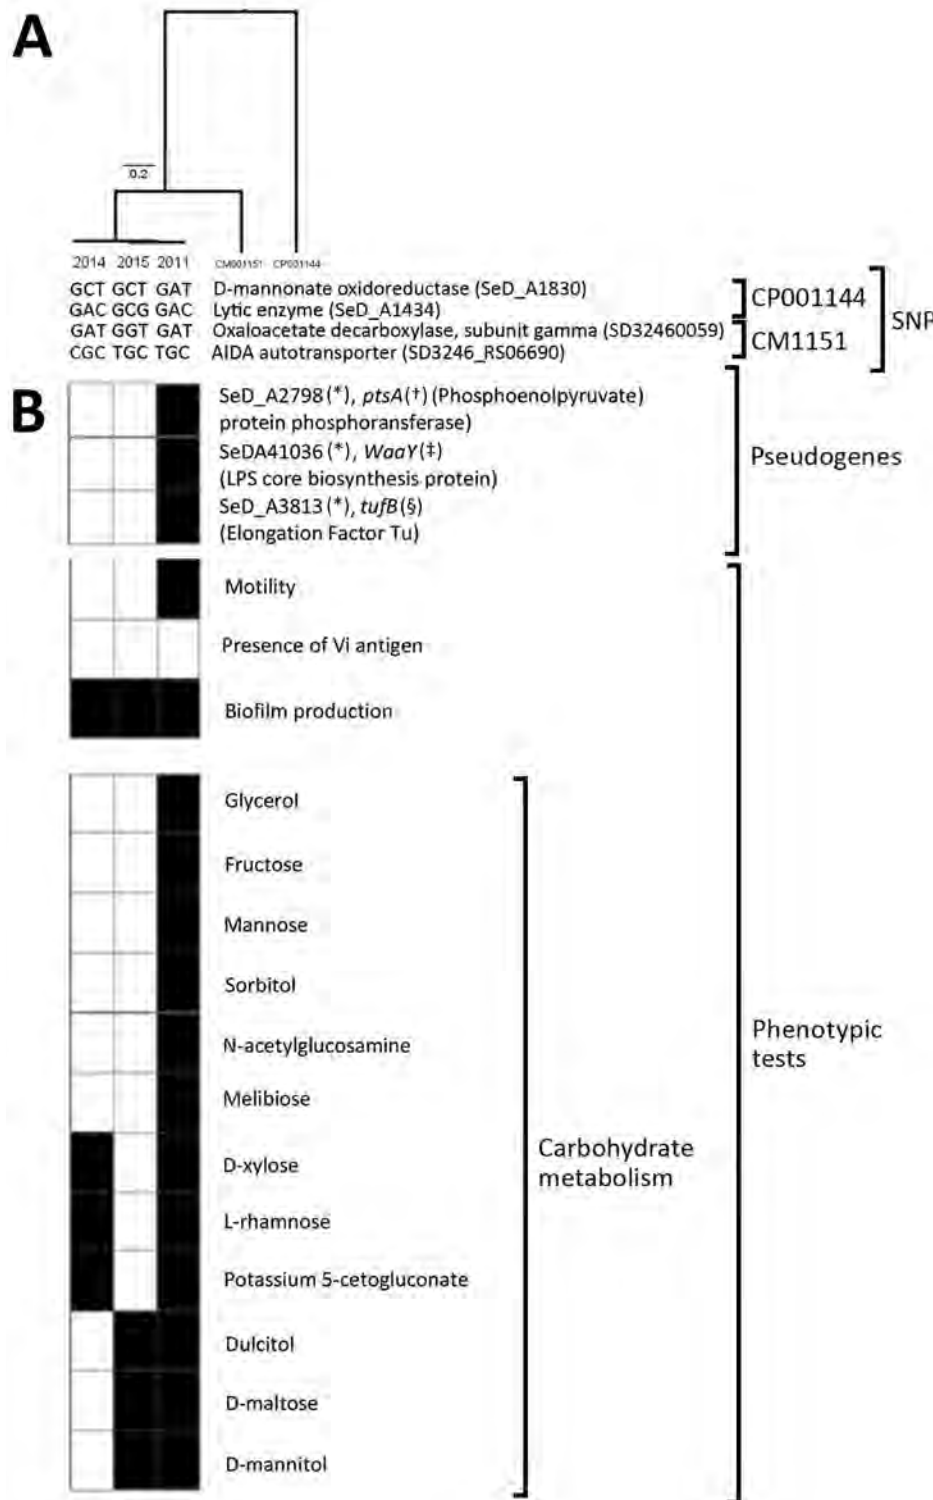 A
0.2
2014 2015 2011 CM001151 CP001144
GCT GCT GAT D-mannonate oxidoreductase (SeD_A1830)
GAC GCG GAC Lytic enzyme (SeD_A1434)
CP001144
GAT GGT GAT Oxaloacetate decarboxylase, subunit gamma (SD32460059)
CGC TGC TGC AIDA autotransporter (SD3246_RS06690)
CM1151
SNP
B
SeD_A2798(*), ptsA(†) (Phosphoenolpyruvate)
protein phosphoransferase)
SeDA41036(*), WaaY(‡)
(LPS core biosynthesis protein)
SeD_A3813(*), tufB(§)
(Elongation Factor Tu)
Pseudogenes
Motility
Presence of Vi antigen
Biofilm production
Glycerol
Fructose
Mannose
Sorbitol
N-acetylglucosamine
Melibiose
D-xylose
L-rhamnose
Potassium 5-cetogluconate
Dulcitol
D-maltose
D-mannitol
Carbohydrate
metabolism
Phenotypic
tests